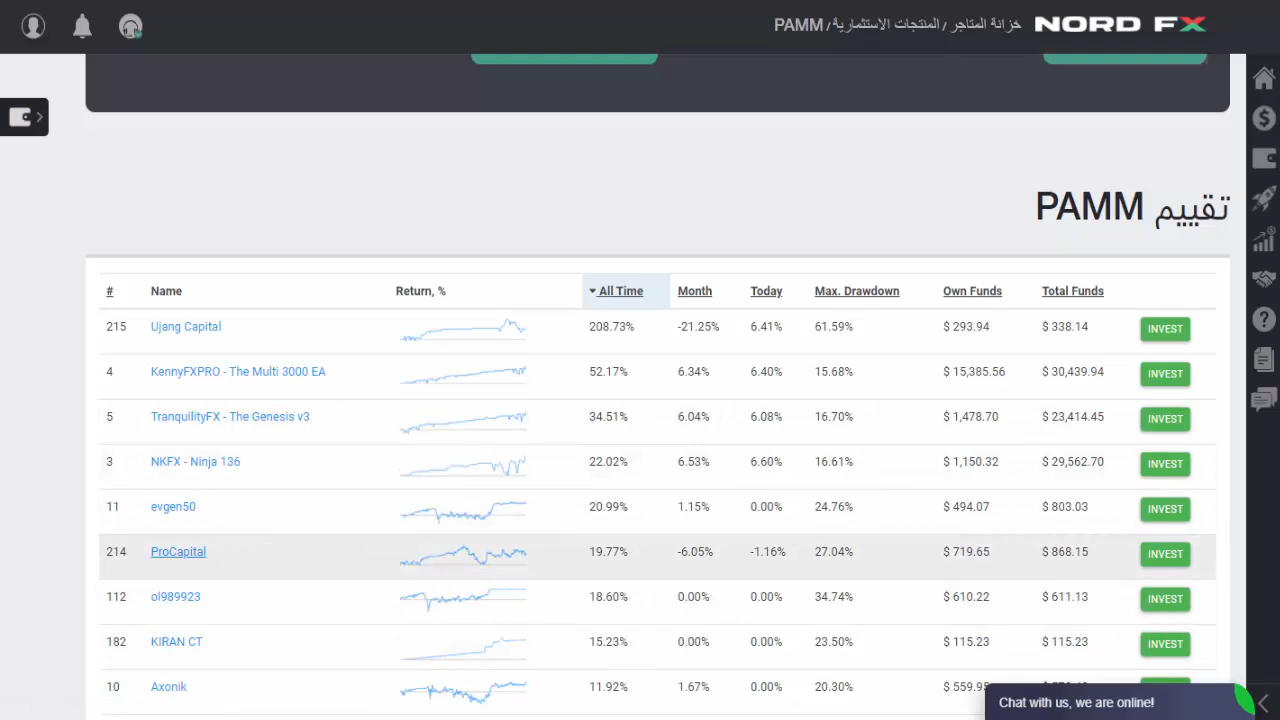 NORD FX خزانة المتاجر / المنتجات الاستثمارية / PAMM
تقييم PAMM
# Name Return, % All Time Month Today Max. Drawdown Own Funds Total Funds
215 Ujang Capital 208.73% -21.25% 6.41% 61.59% $ 293.94 $ 338.14 INVEST
4 KennyFXPRO - The Multi 3000 EA 52.17% 6.34% 6.40% 15.68% $ 15,385.56 $ 30,439.94 INVEST
5 TranquilityFX - The Genesis v3 34.51% 6.04% 6.08% 16.70% $ 1,478.70 $ 23,414.45 INVEST
3 NKFX - Ninja 136 22.02% 6.53% 6.60% 16.61% $ 1,150.32 $ 29,562.70 INVEST
11 evgen50 20.99% 1.15% 0.00% 24.76% $ 494.07 $ 803.03 INVEST
214 ProCapital 19.77% -6.05% -1.16% 27.04% $ 719.65 $ 868.15 INVEST
112 ol989923 18.60% 0.00% 0.00% 34.74% $ 610.22 $ 611.13 INVEST
182 KIRAN CT 15.23% 0.00% 0.00% 23.50% $ 115.23 $ 115.23 INVEST
10 Axonik 11.92% 1.67% 0.00% 20.30% $ 559.95
Chat with us, we are online!